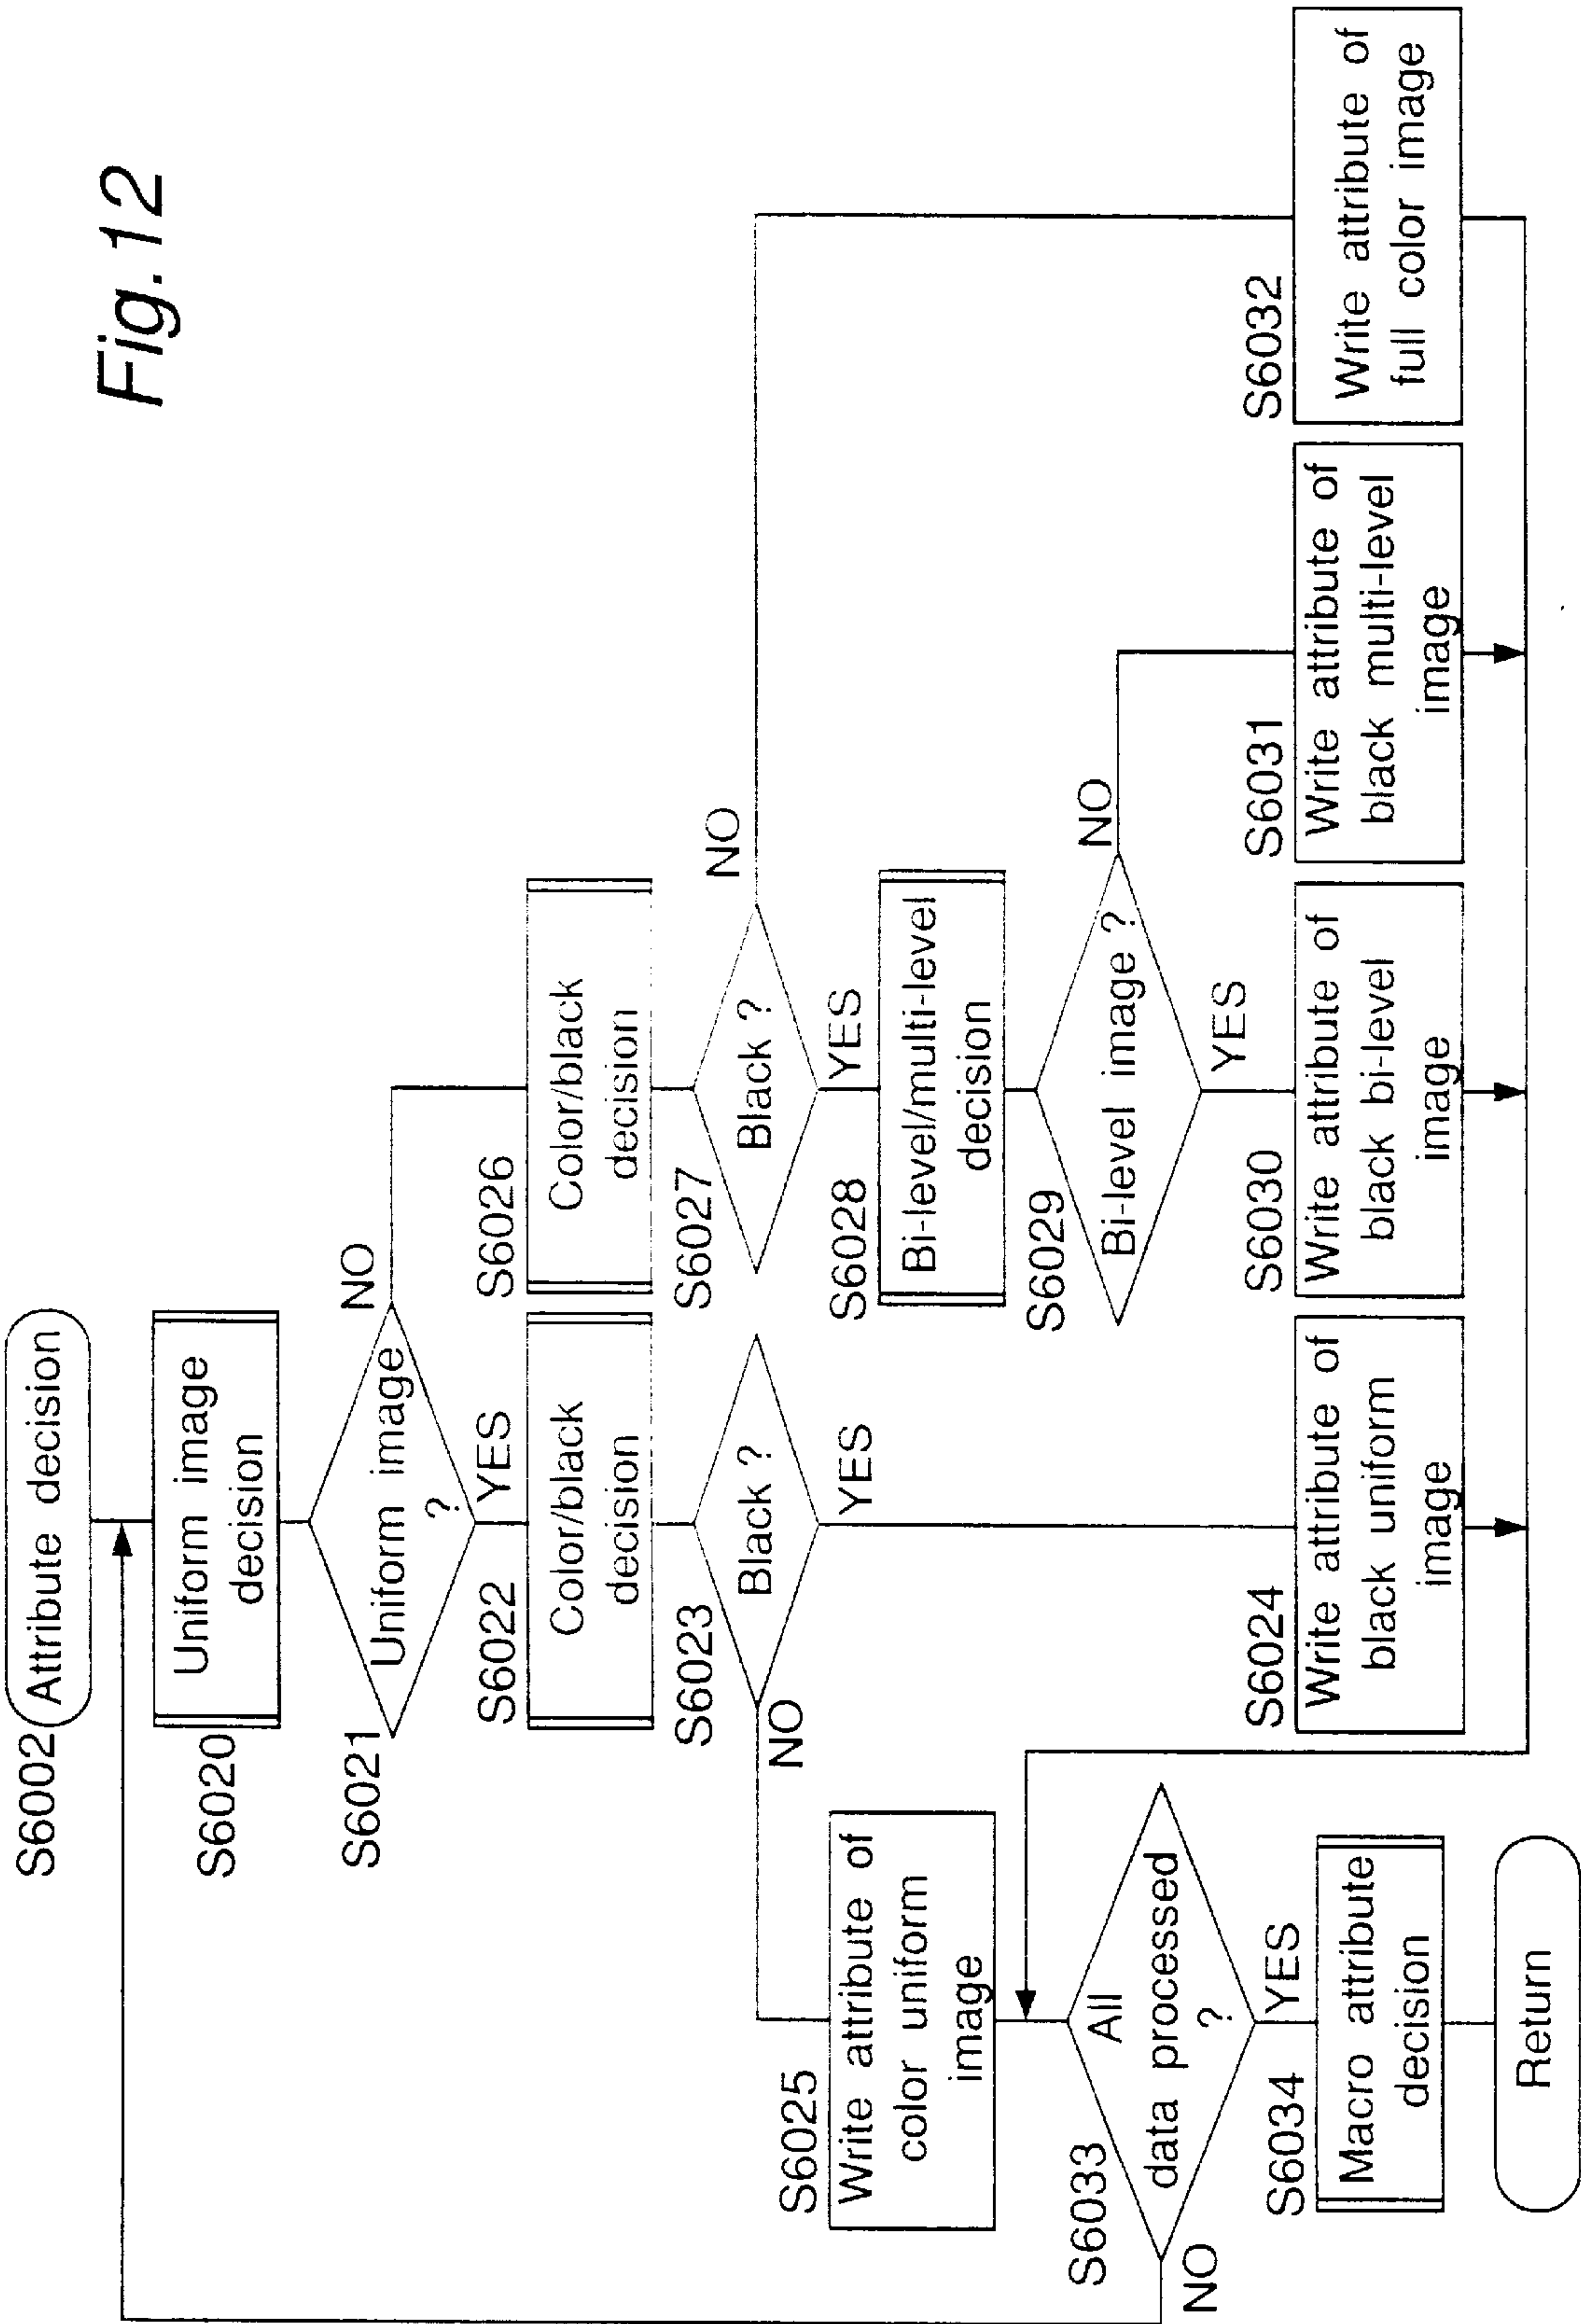 Fig.12
S6002
Attribute decision
S6020
Uniform image
decision
S6021
Uniform image
?
NO
YES
S6022
Color/black
decision
S6023
Black ?
NO
YES
S6026
Color/black
decision
S6027
Black ?
NO
YES
S6028
Bi-level/multi-level
decision
S6029
Bi-level image ?
NO
YES
S6025
Write attribute of
color uniform
image
S6024
Write attribute of
black uniform
image
S6030
Write attribute of
black bi-level
image
S6031
Write attribute of
black multi-level
image
S6032
Write attribute of
full color image
S6033
All
data processed
?
NO
YES
S6034
Macro attribute
decision
Return